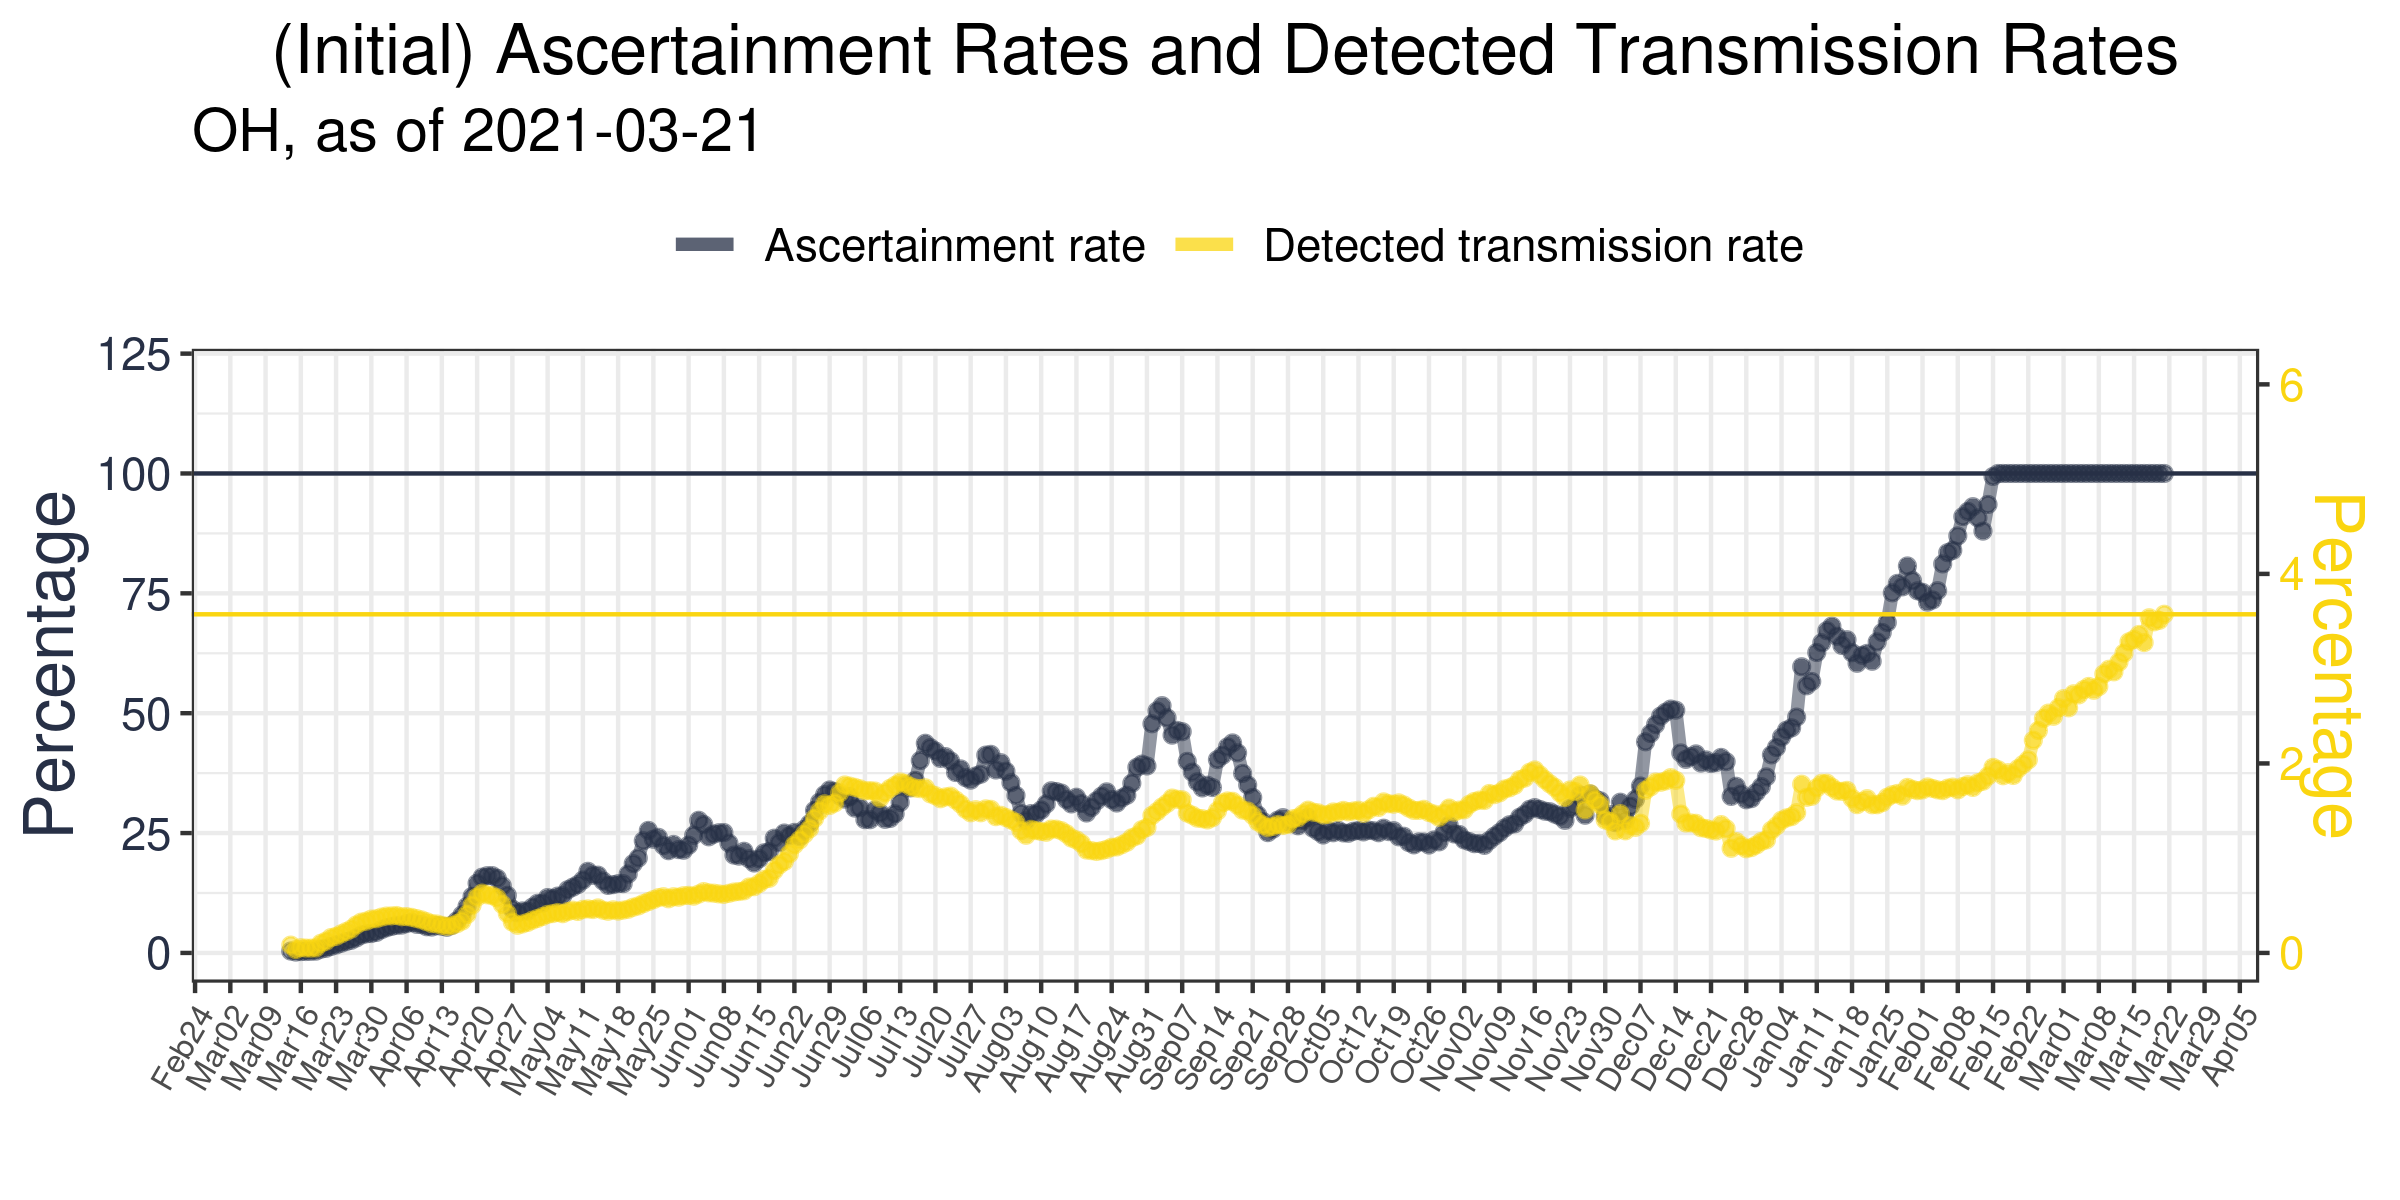 (Initial) Ascertainment Rates and Detected Transmission Rates
OH, as of 2021-03-21
Ascertainment rate
Detected transmission rate
Percentage
125
100
75
50
25
0
6
4
2
0
Percentage
Feb24
Mar02
Mar09
Mar16
Mar23
Mar30
Apr06
Apr13
Apr20
Apr27
May04
May11
May18
May25
Jun01
Jun08
Jun15
Jun22
Jun29
Jul06
Jul13
Jul20
Jul27
Aug03
Aug10
Aug17
Aug24
Aug31
Sep07
Sep14
Sep21
Sep28
Oct05
Oct12
Oct19
Oct26
Nov02
Nov09
Nov16
Nov23
Nov30
Dec07
Dec14
Dec21
Dec28
Jan04
Jan11
Jan18
Jan25
Feb01
Feb08
Feb15
Feb22
Mar01
Mar08
Mar15
Mar22
Mar29
Apr05